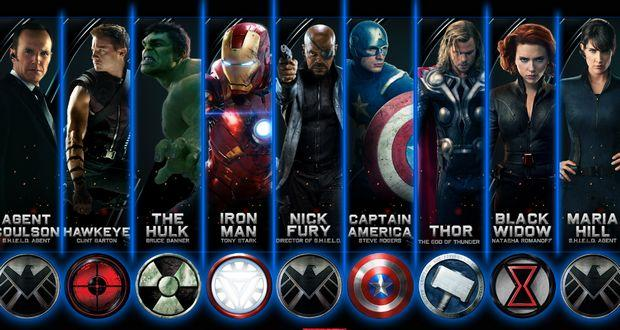 AGENT
COULSON
S.H.I.E.L.D. AGENT
HAWKEYE
CLINT BARTON
THE
HULK
BRUCE BANNER
IRON
MAN
TONY STARK
NICK
FURY
DIRECTOR OF S.H.I.E.L.D.
CAPTAIN
AMERICA
STEVE ROGERS
THOR
THE GOD OF THUNDER
BLACK
WIDOW
NATASHA ROMANOFF
MARIA
HILL
S.H.I.E.L.D. AGENT